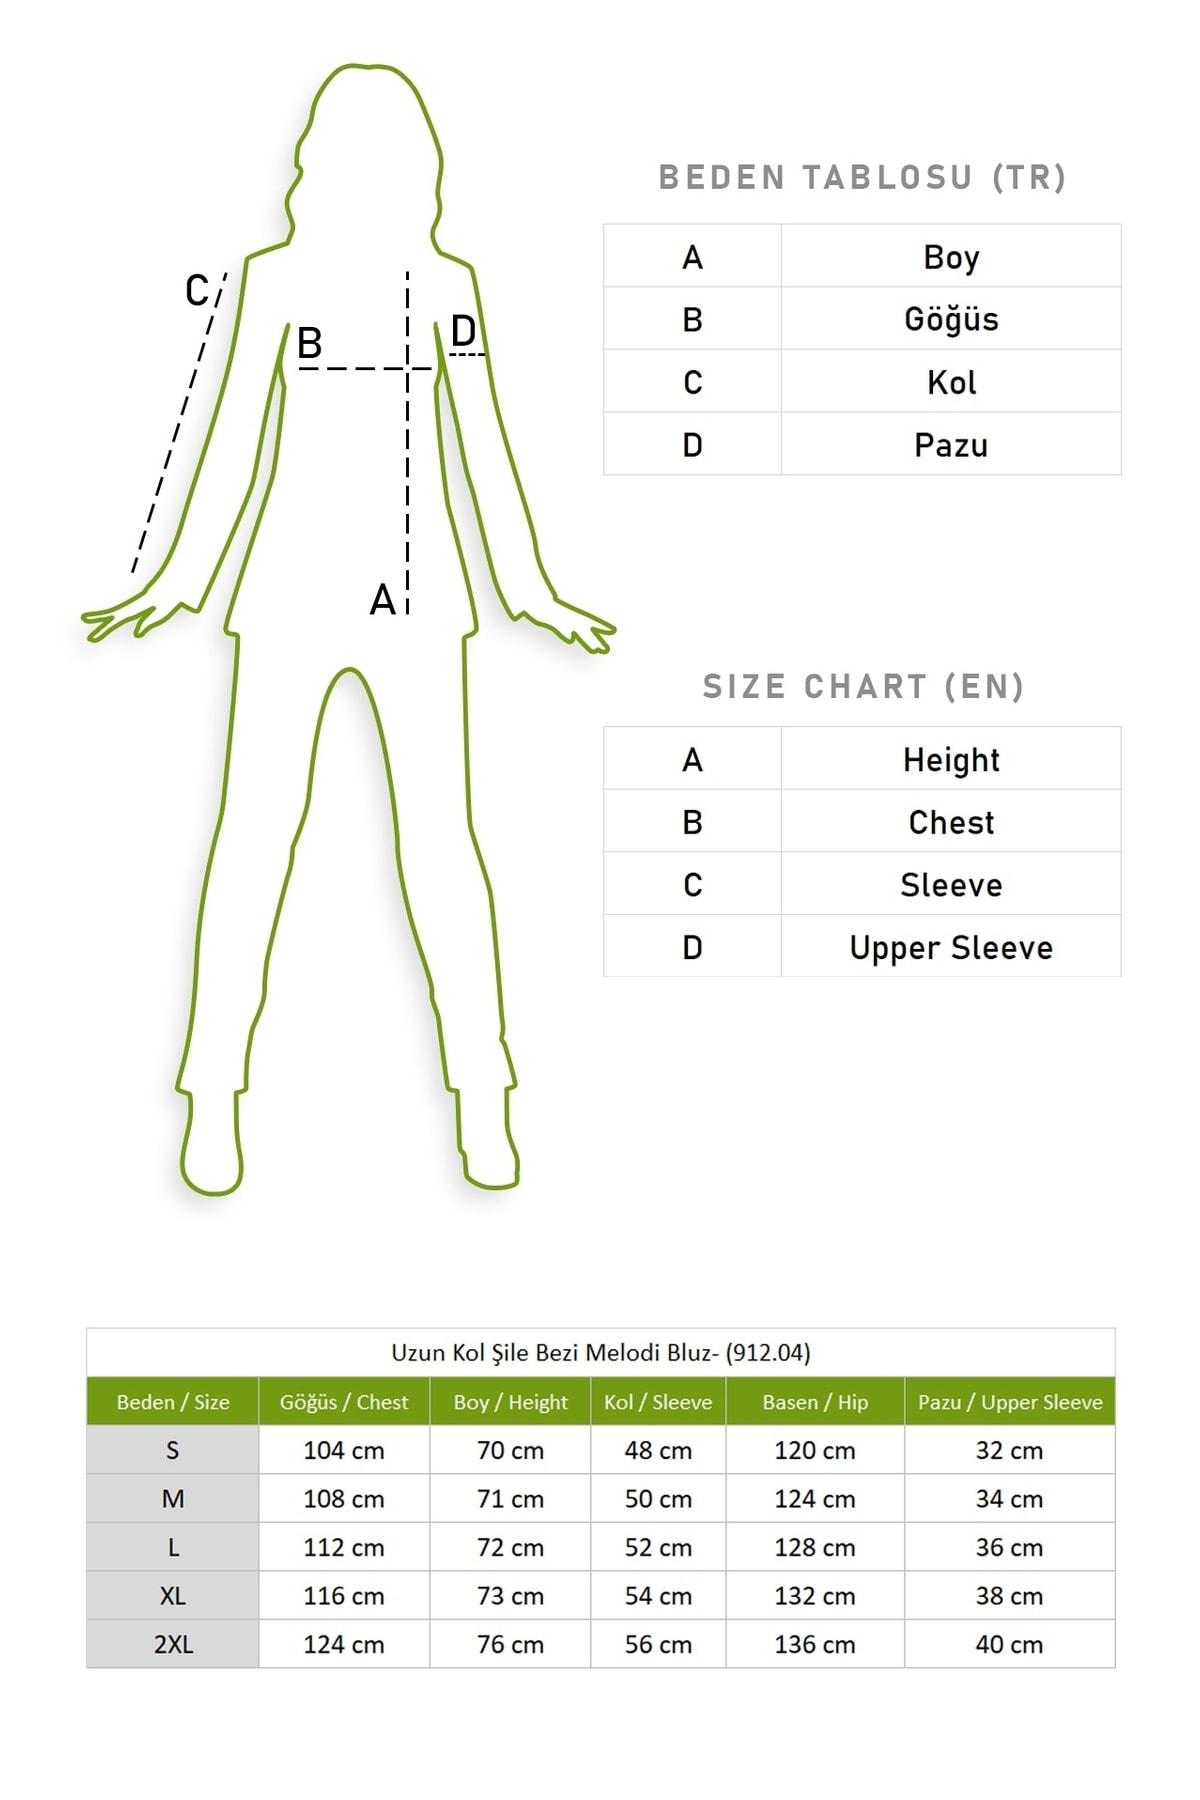 C
B
D
A
BEDEN TABLOSU (TR)
A Boy
B Göğüs
C Kol
D Pazu
SIZE CHART (EN)
A Height
B Chest
C Sleeve
D Upper Sleeve
Uzun Kol Şile Bezi Melodi Bluz- (912.04)
Beden / Size Göğüs / Chest Boy / Height Kol / Sleeve Basen / Hip Pazu / Upper Sleeve
S 104 cm 70 cm 48 cm 120 cm 32 cm
M 108 cm 71 cm 50 cm 124 cm 34 cm
L 112 cm 72 cm 52 cm 128 cm 36 cm
XL 116 cm 73 cm 54 cm 132 cm 38 cm
2XL 124 cm 76 cm 56 cm 136 cm 40 cm